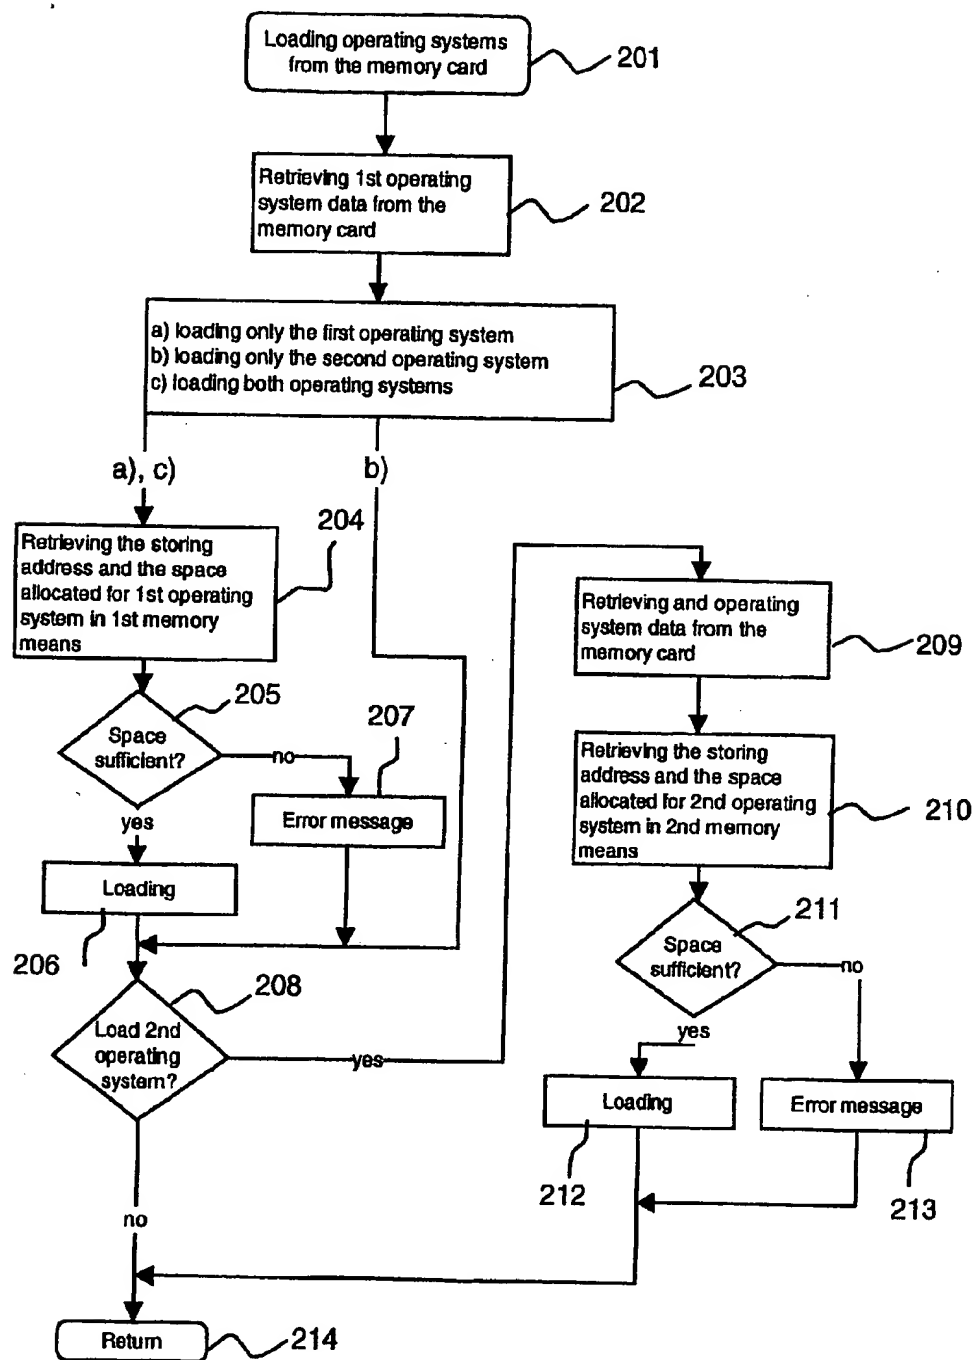 Loading operating systems
from the memory card
201
Retrieving 1st operating
system data from the
memory card
202
a) loading only the first operating system
b) loading only the second operating system
c) loading both operating systems
203
a), c)
b)
204
Retrieving the storing
address and the space
allocated for 1st operating
system in 1st memory
means
205
Space
sufficient?
no
207
Error message
yes
Loading
206
208
Load 2nd
operating
system?
yes
no
Retrieving and operating
system data from the
memory card
209
Retrieving the storing
address and the space
allocated for 2nd operating
system in 2nd memory
means
210
211
Space
sufficient?
no
yes
Loading
212
Error message
213
Return
214